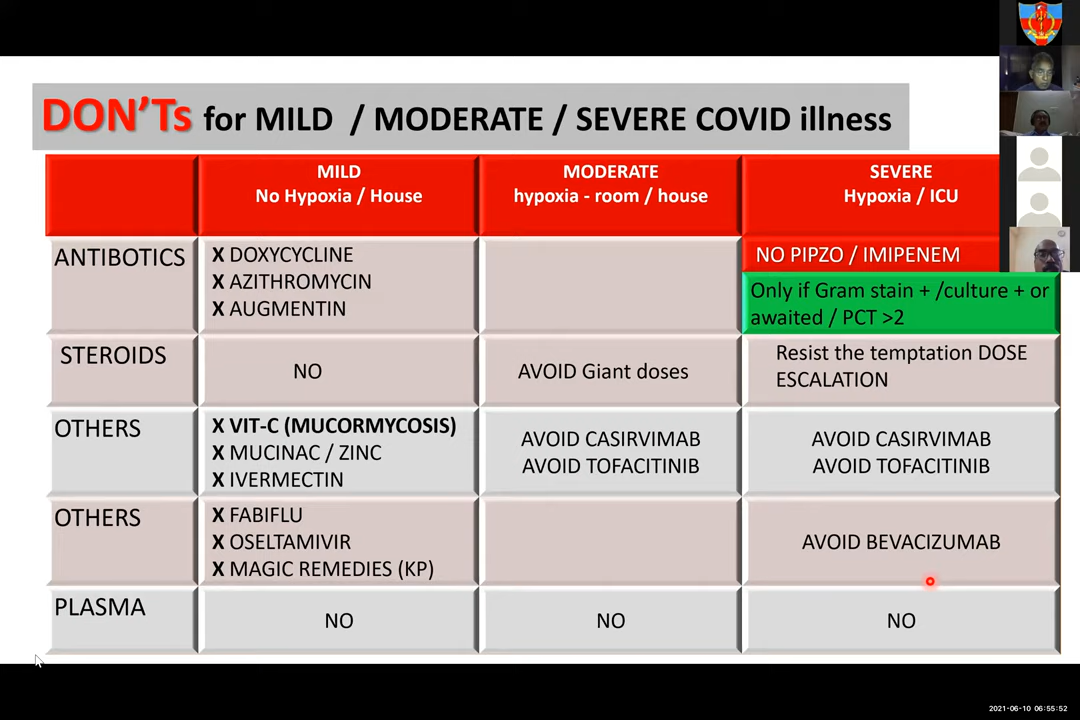 DON'Ts for MILD / MODERATE / SEVERE COVID illness
MILD
No Hypoxia / House
MODERATE
hypoxia - room / house
SEVERE
Hypoxia / ICU
ANTIBOTICS
X DOXYCYCLINE
X AZITHROMYCIN
X AUGMENTIN
NO PIPZO / IMIPENEM
Only if Gram stain + /culture + or
awaited / PCT >2
STEROIDS
NO
AVOID Giant doses
Resist the temptation DOSE
ESCALATION
OTHERS
X VIT-C (MUCORMYCOSIS)
X MUCINAC / ZINC
X IVERMECTIN
AVOID CASIRVIMAB
AVOID TOFACITINIB
AVOID CASIRVIMAB
AVOID TOFACITINIB
OTHERS
X FABIFLU
X OSELTAMIVIR
X MAGIC REMEDIES (KP)
AVOID BEVACIZUMAB
PLASMA
NO
NO
NO
2021-06-10 06:55:52